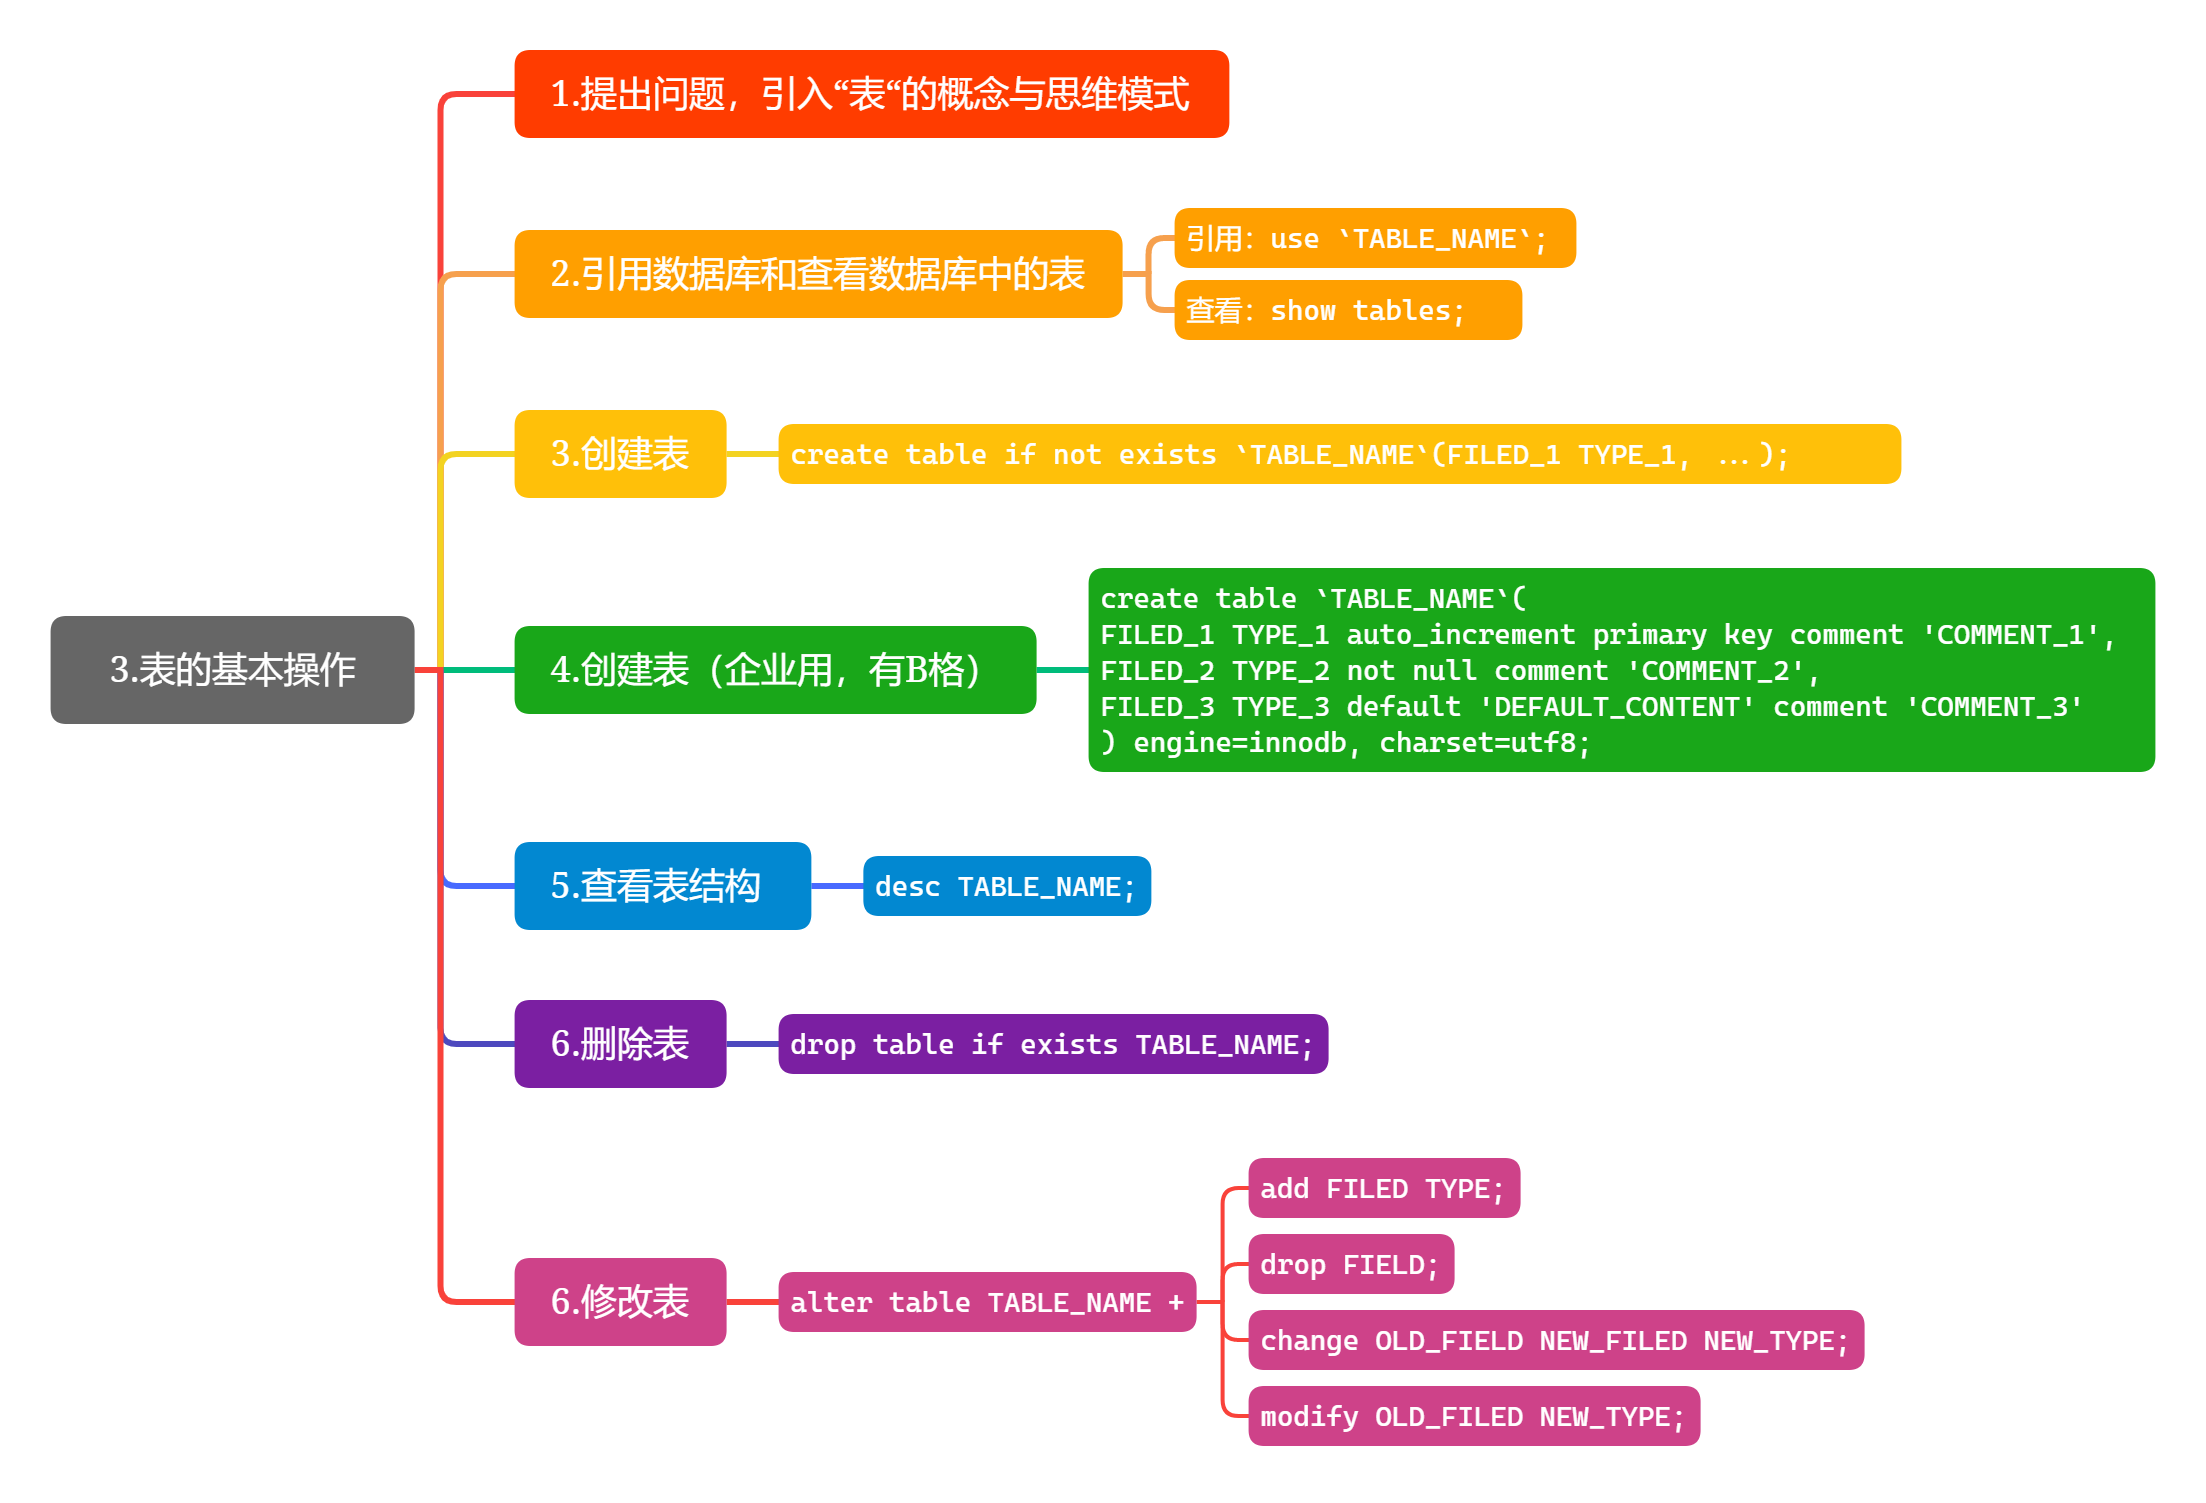 1.提出问题，引入“表“的概念与思维模式
2.引用数据库和查看数据库中的表
引用：use `TABLE_NAME`;
查看：show tables;
3.创建表
create table if not exists `TABLE_NAME`(FILED_1 TYPE_1, ...);
3.表的基本操作
4.创建表（企业用，有B格）
create table `TABLE_NAME`(
FILED_1 TYPE_1 auto_increment primary key comment 'COMMENT_1',
FILED_2 TYPE_2 not null comment 'COMMENT_2',
FILED_3 TYPE_3 default 'DEFAULT_CONTENT' comment 'COMMENT_3'
) engine=innodb, charset=utf8;
5.查看表结构
desc TABLE_NAME;
6.删除表
drop table if exists TABLE_NAME;
6.修改表
alter table TABLE_NAME +
add FILED TYPE;
drop FIELD;
change OLD_FIELD NEW_FILED NEW_TYPE;
modify OLD_FILED NEW_TYPE;